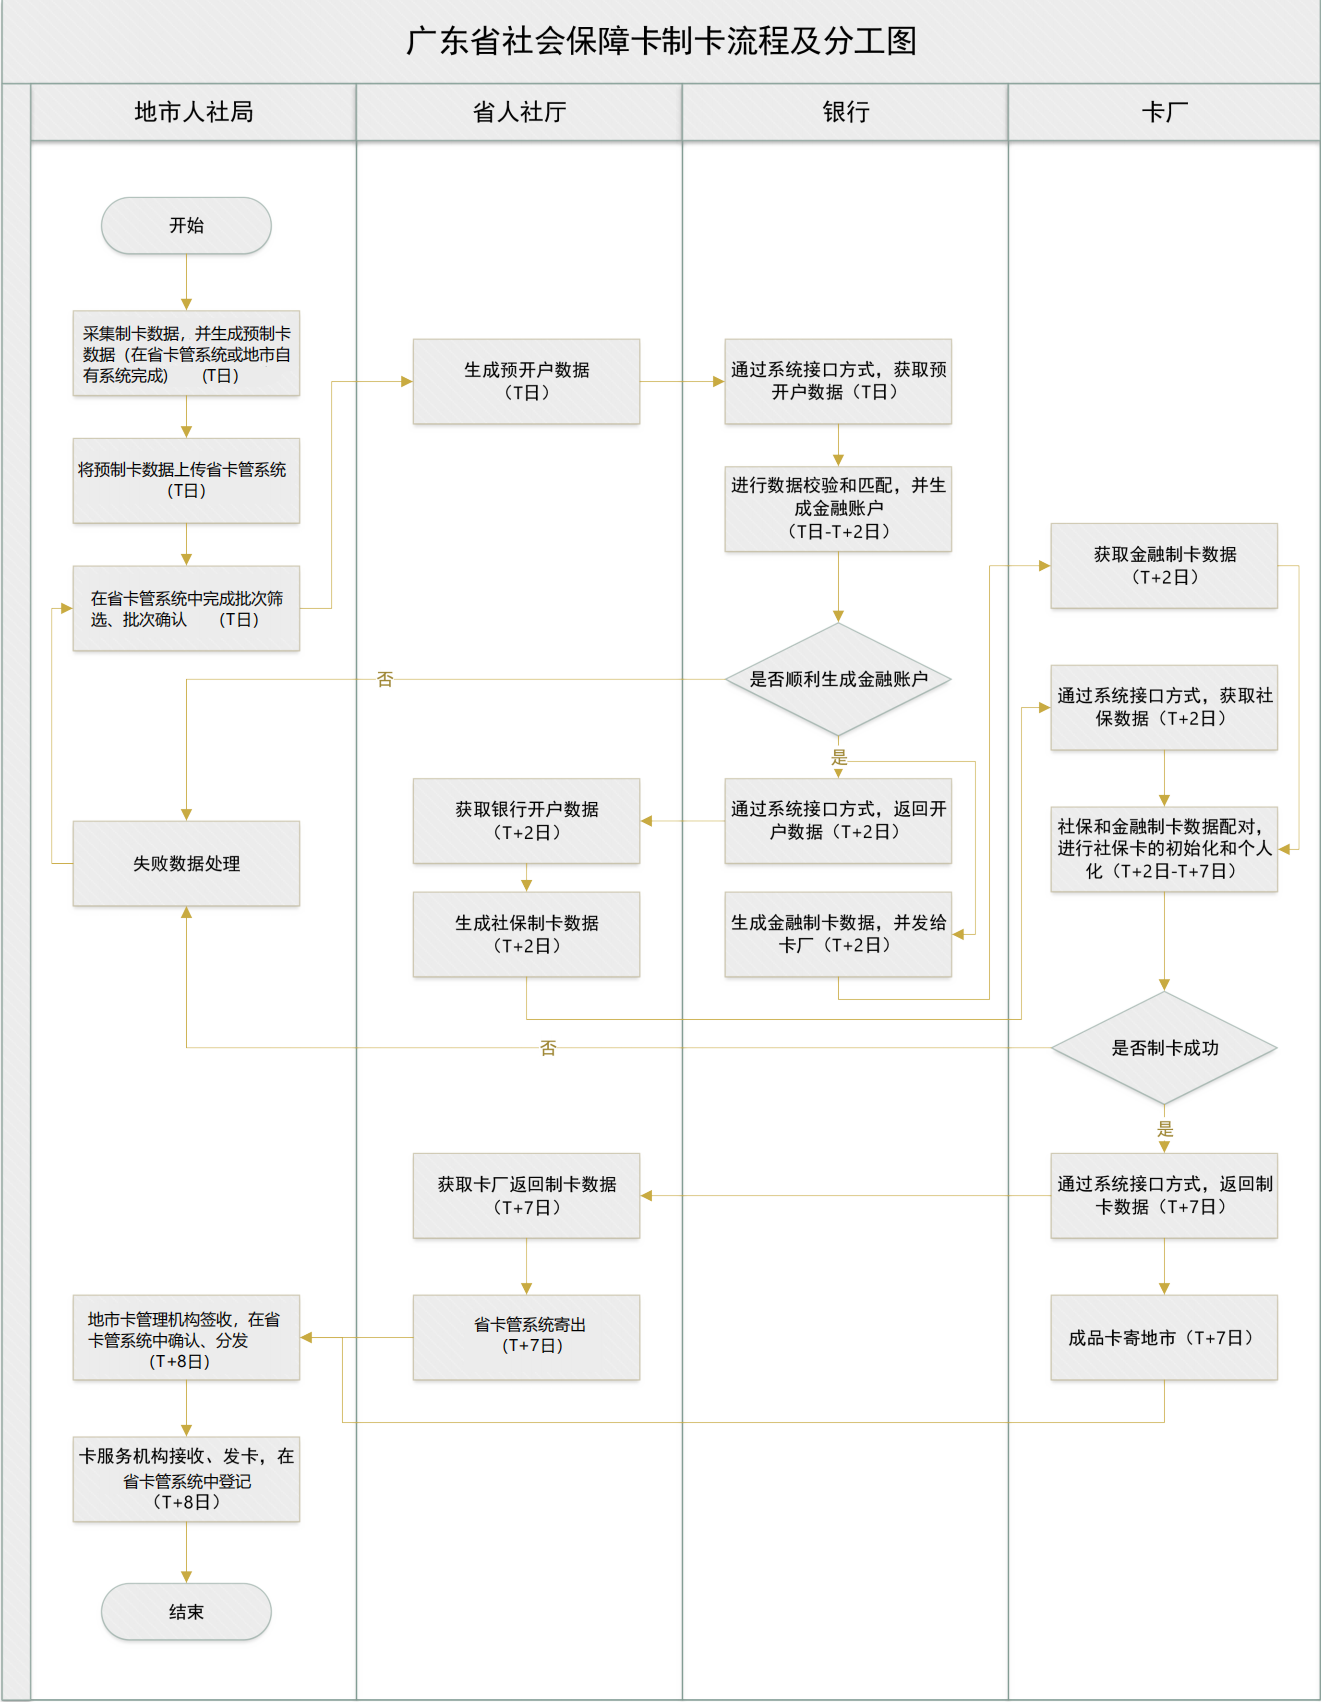 广东省社会保障卡制卡流程及分工图
地市人社局
省人社厅
银行
卡厂
开始
采集制卡数据，并生成预制卡
数据（在省卡管系统或地市自
有系统完成） （T日）
将预制卡数据上传省卡管系统
（T日）
在省卡管系统中完成批次筛
选、批次确认 （T日）
失败数据处理
地市卡管理机构签收，在省
卡管系统中确认、分发
（T+8日）
卡服务机构接收、发卡，在
省卡管系统中登记
（T+8日）
结束
生成预开户数据
（T日）
否
获取银行开户数据
（T+2日）
生成社保制卡数据
（T+2日）
否
获取卡厂返回制卡数据
（T+7日）
省卡管系统寄出
（T+7日）
通过系统接口方式，获取预
开户数据（T日）
进行数据校验和匹配，并生
成金融账户
（T日-T+2日）
是否顺利生成金融账户
是
通过系统接口方式，返回开
户数据（T+2日）
生成金融制卡数据，并发给
卡厂（T+2日）
获取金融制卡数据
（T+2日）
通过系统接口方式，获取社
保数据（T+2日）
社保和金融制卡数据配对，
进行社保卡的初始化和个人
化（T+2日-T+7日）
是否制卡成功
是
通过系统接口方式，返回制
卡数据（T+7日）
成品卡寄地市（T+7日）